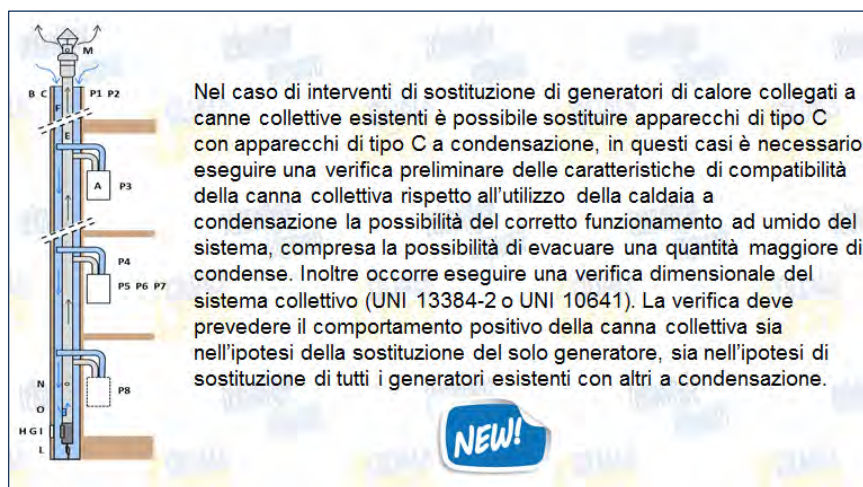 M
B C
P1 P2
F
E
A
P3
P4
P5 P6 P7
N
P8
O
H G I
L
Nel caso di interventi di sostituzione di generatori di calore collegati a
canne collettive esistenti è possibile sostituire apparecchi di tipo C
con apparecchi di tipo C a condensazione, in questi casi è necessario
eseguire una verifica preliminare delle caratteristiche di compatibilità
della canna collettiva rispetto all'utilizzo della caldaia a
condensazione la possibilità del corretto funzionamento ad umido del
sistema, compresa la possibilità di evacuare una quantità maggiore di
condense. Inoltre occorre eseguire una verifica dimensionale del
sistema collettivo (UNI 13384-2 o UNI 10641). La verifica deve
prevedere il comportamento positivo della canna collettiva sia
nell'ipotesi della sostituzione del solo generatore, sia nell'ipotesi di
sostituzione di tutti i generatori esistenti con altri a condensazione.
NEW!